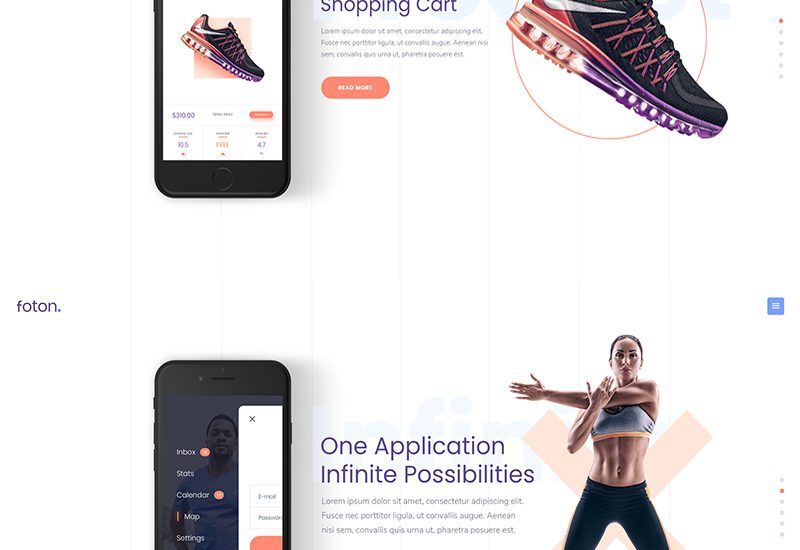 Shopping Cart
Lorem ipsum dolor sit amet, consectetur adipiscing elit.
Fusce nec porttitor ligula, ut convallis augue. Aenean nisi
sem, convallis eget convallis quis urna ut, pharetra posuere est.
READ MORE
$310.00
TOTAL PRICE
10.5
FREE
4.7
foton.
Infini
Inbox
Stats
Calendar
Map
Settings
E-mail
Password
One Application
Infinite Possibilities
Lorem ipsum dolor sit amet, consectetur adipiscing elit.
Fusce nec porttitor ligula, ut convallis augue. Aenean
nisi sem, convallis quis urna ut, pharetra posuere est.